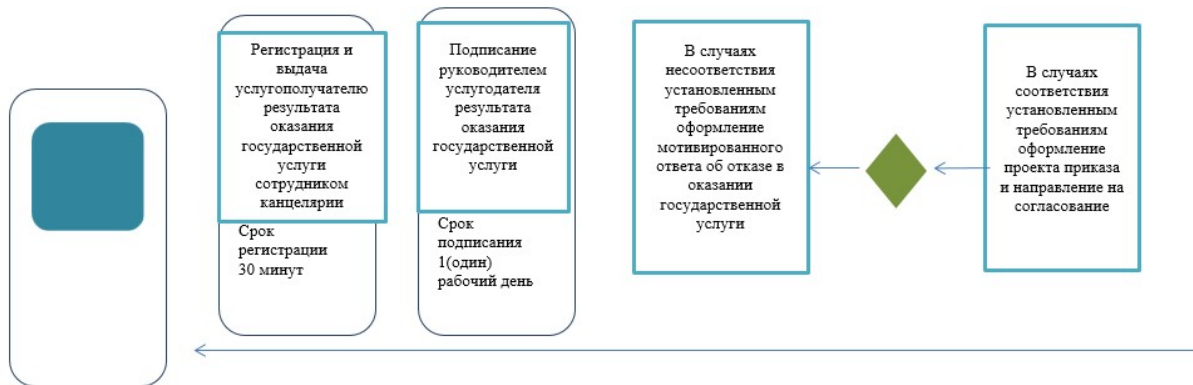 Регистрация и
выдача
услугополучателю
результата
оказания
государственной
услуги
сотрудником
канцелярии
Срок
регистрации
30 минут
Подписание
руководителем
услугодателя
результата
оказания
государственной
услуги
Срок
подписания
1(один)
рабочий день
В случаях
несоответствия
установленным
требованиям
оформление
мотивированного
ответа об отказе в
оказании
государственной
услуги
В случаях
соответствия
установленным
требованиям
оформление
проекта приказа
и направление на
согласование